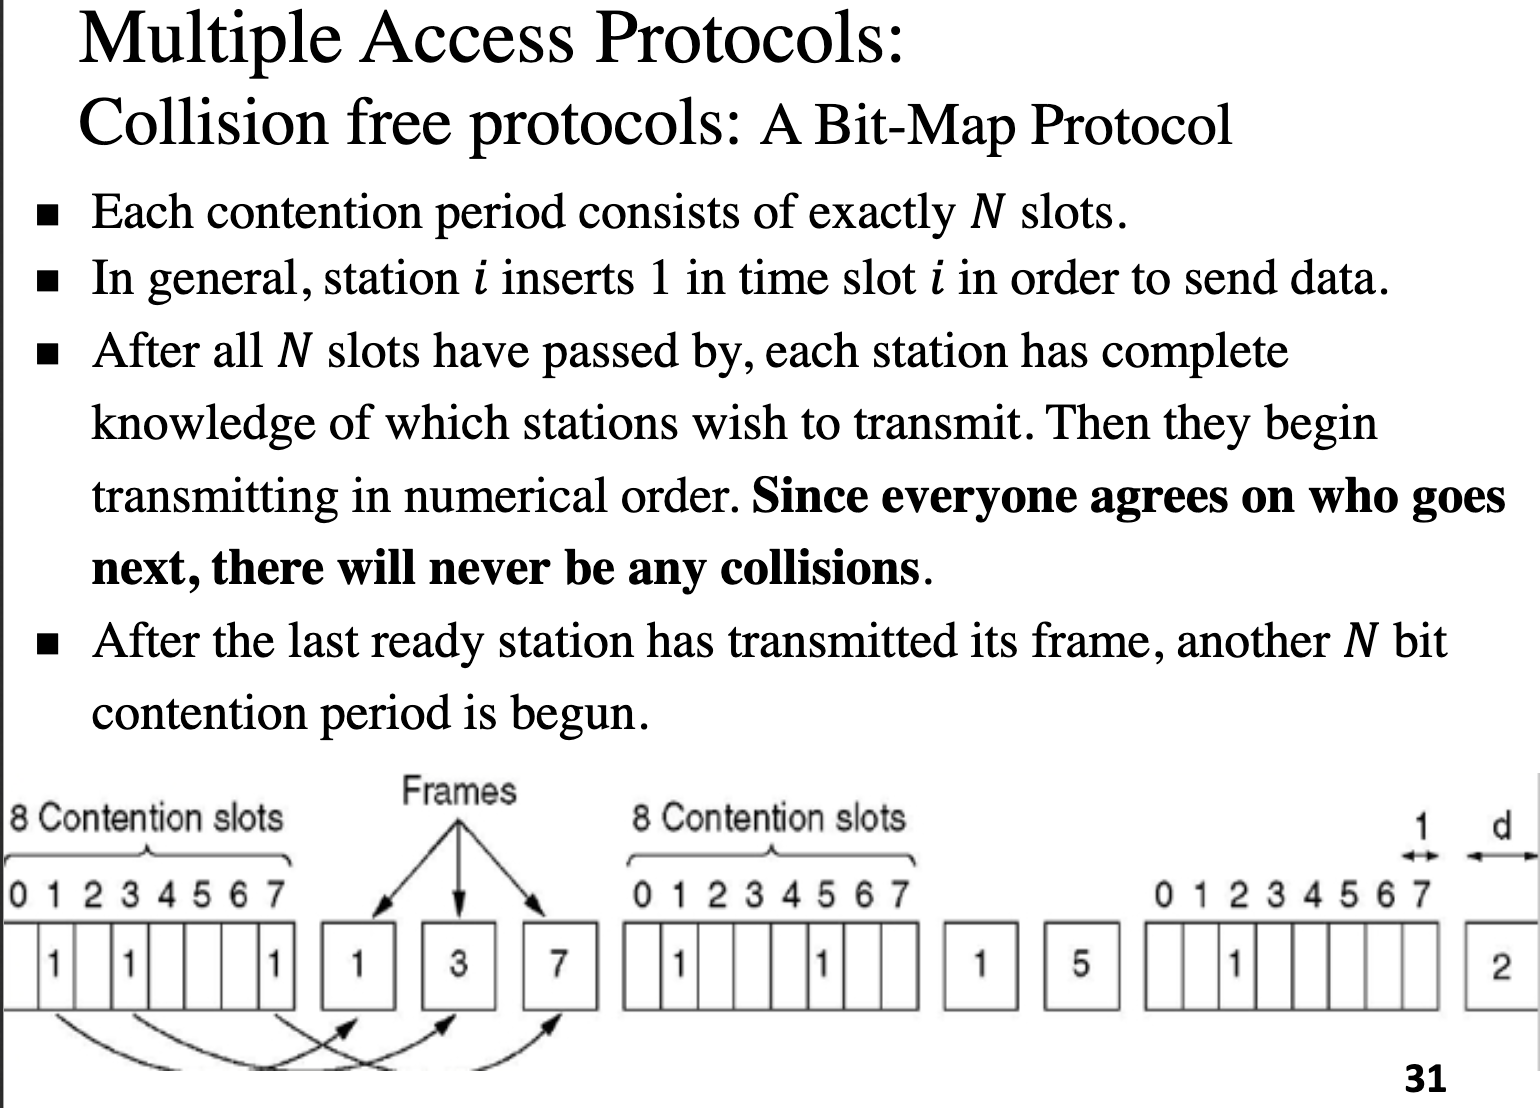 Multiple Access Protocols:
Collision free protocols: A Bit-Map Protocol
■ Each contention period consists of exactly N slots.
■ In general, station i inserts 1 in time slot i in order to send data.
■ After all N slots have passed by, each station has complete
knowledge of which stations wish to transmit. Then they begin
transmitting in numerical order. Since everyone agrees on who goes
next, there will never be any collisions.
■ After the last ready station has transmitted its frame, another N bit
contention period is begun.
Frames
8 Contention slots 8 Contention slots 1 d
0 1 2 3 4 5 6 7 0 1 2 3 4 5 6 7 0 1 2 3 4 5 6 7
1 1 1 1 3 7 1 1 1 5 1 2
31